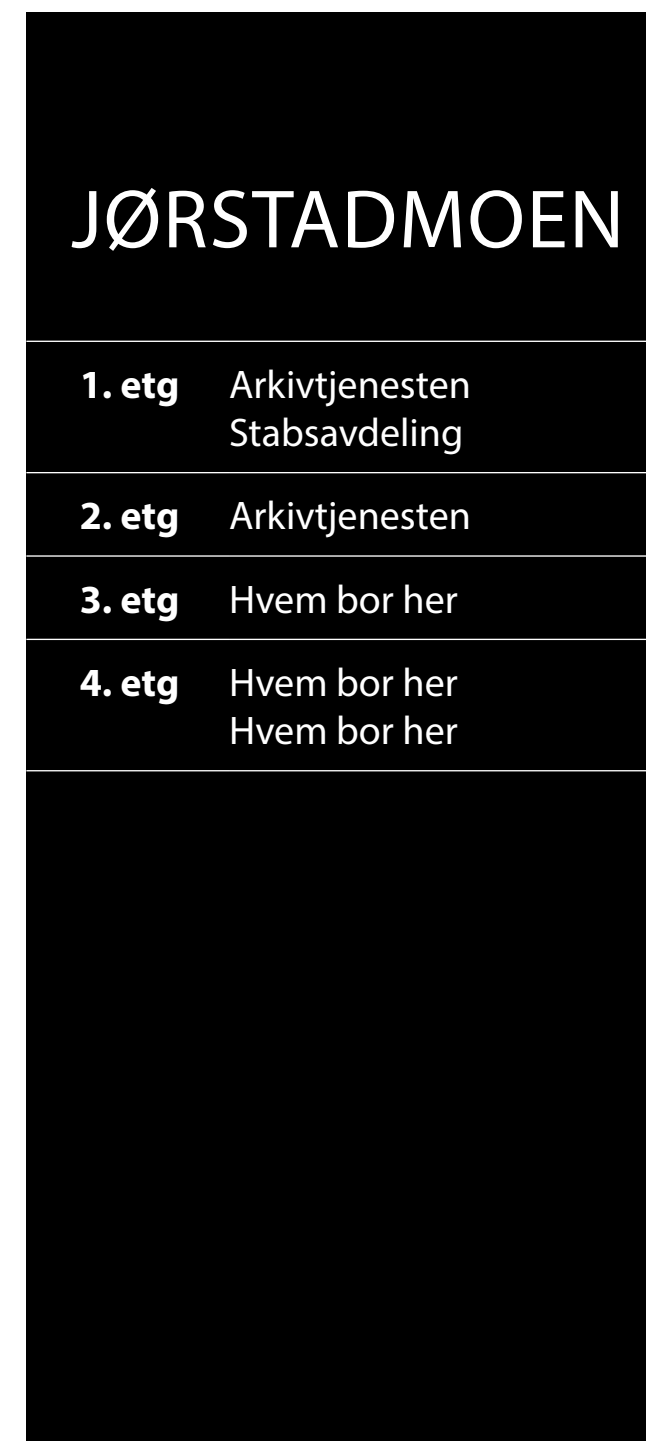 JØRSTADMOEN
1. etg Arkivtjenesten
Stabsavdeling
2. etg Arkivtjenesten
3. etg Hvem bor her
4. etg Hvem bor her
Hvem bor her